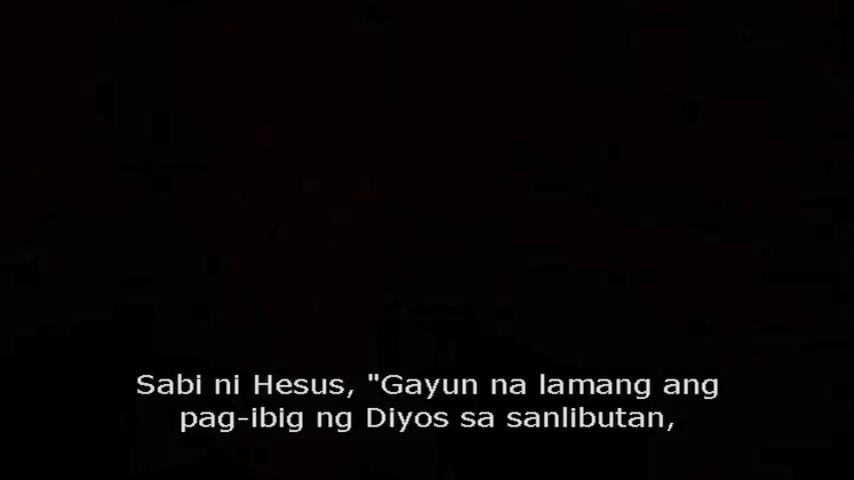 Sabi ni Hesus, "Gayun na lamang ang
pag-ibig ng Diyos sa sanlibutan,